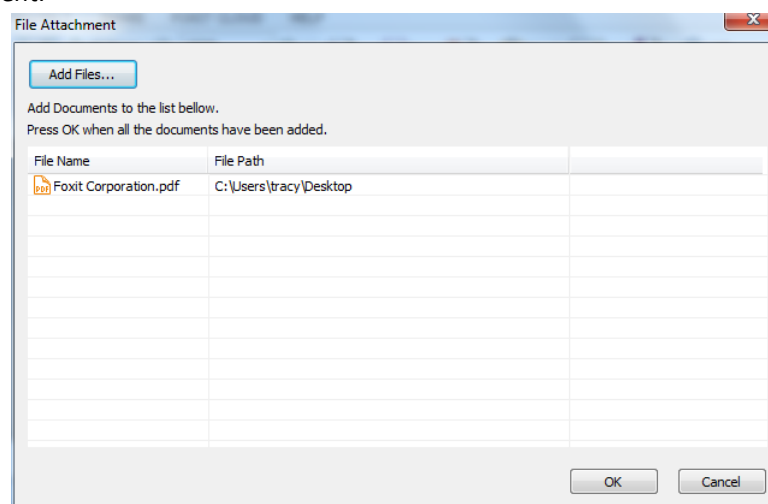 File Attachment
Add Files...
Add Documents to the list bellow.
Press OK when all the documents have been added.
File Name File Path
PDF Foxit Corporation.pdf C:\Users\tracy\Desktop
OK Cancel